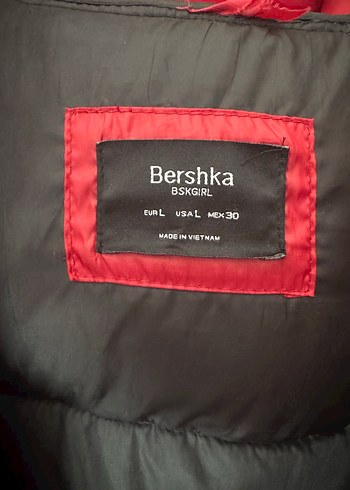 Bershka
BSKGIRL
EUR L USA L MEX 30
MADE IN VIETNAM